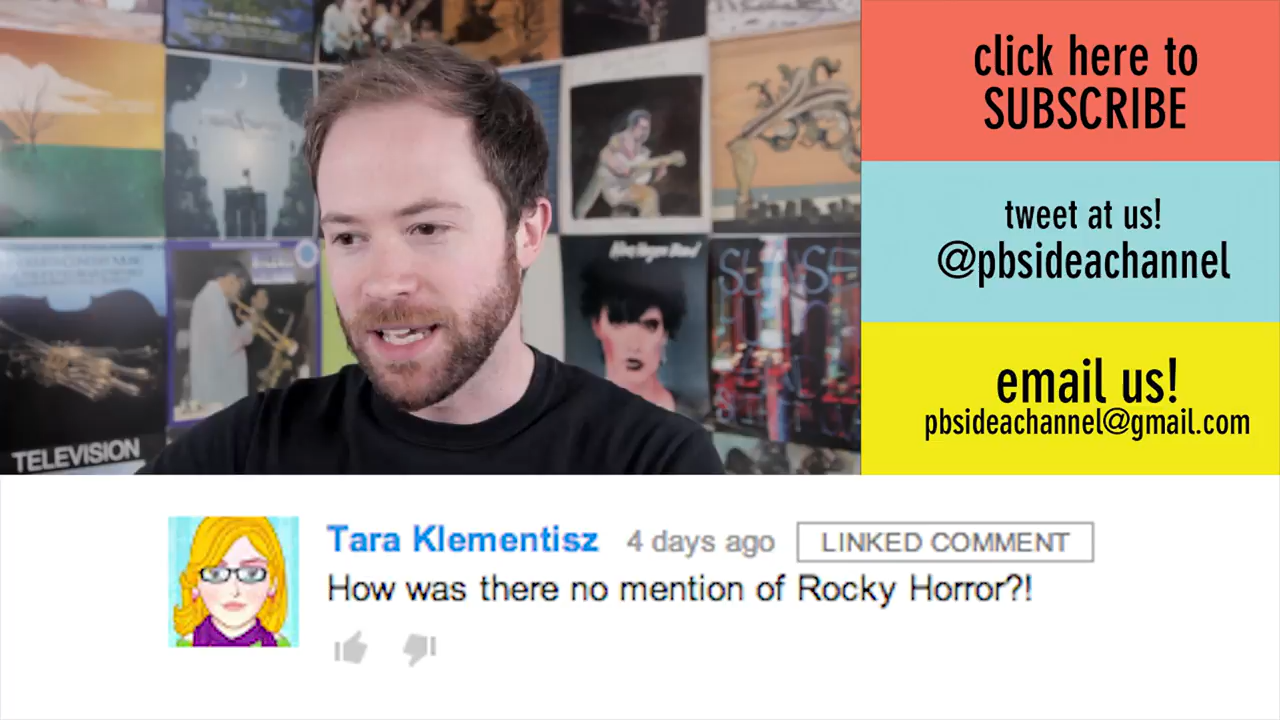 click here to
SUBSCRIBE
tweet at us!
@pbsideachannel
email us!
pbsideachannel@gmail.com
TELEVISION
Tara Klementisz 4 days ago LINKED COMMENT
How was there no mention of Rocky Horror?!